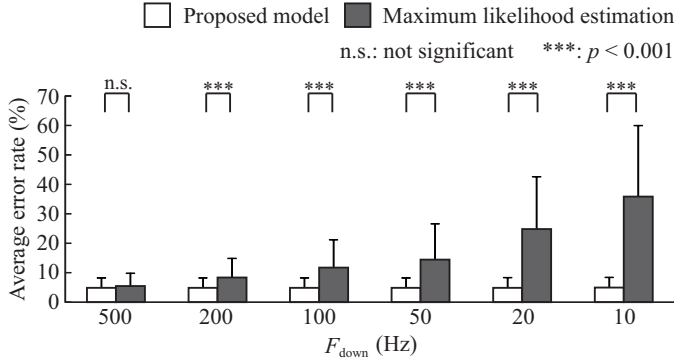 Proposed model Maximum likelihood estimation
n.s.: not significant ***: p < 0.001
n.s. *** *** *** *** ***
Average error rate (%)
70
60
50
40
30
20
10
0
500 200 100 50 20 10
F_down (Hz)